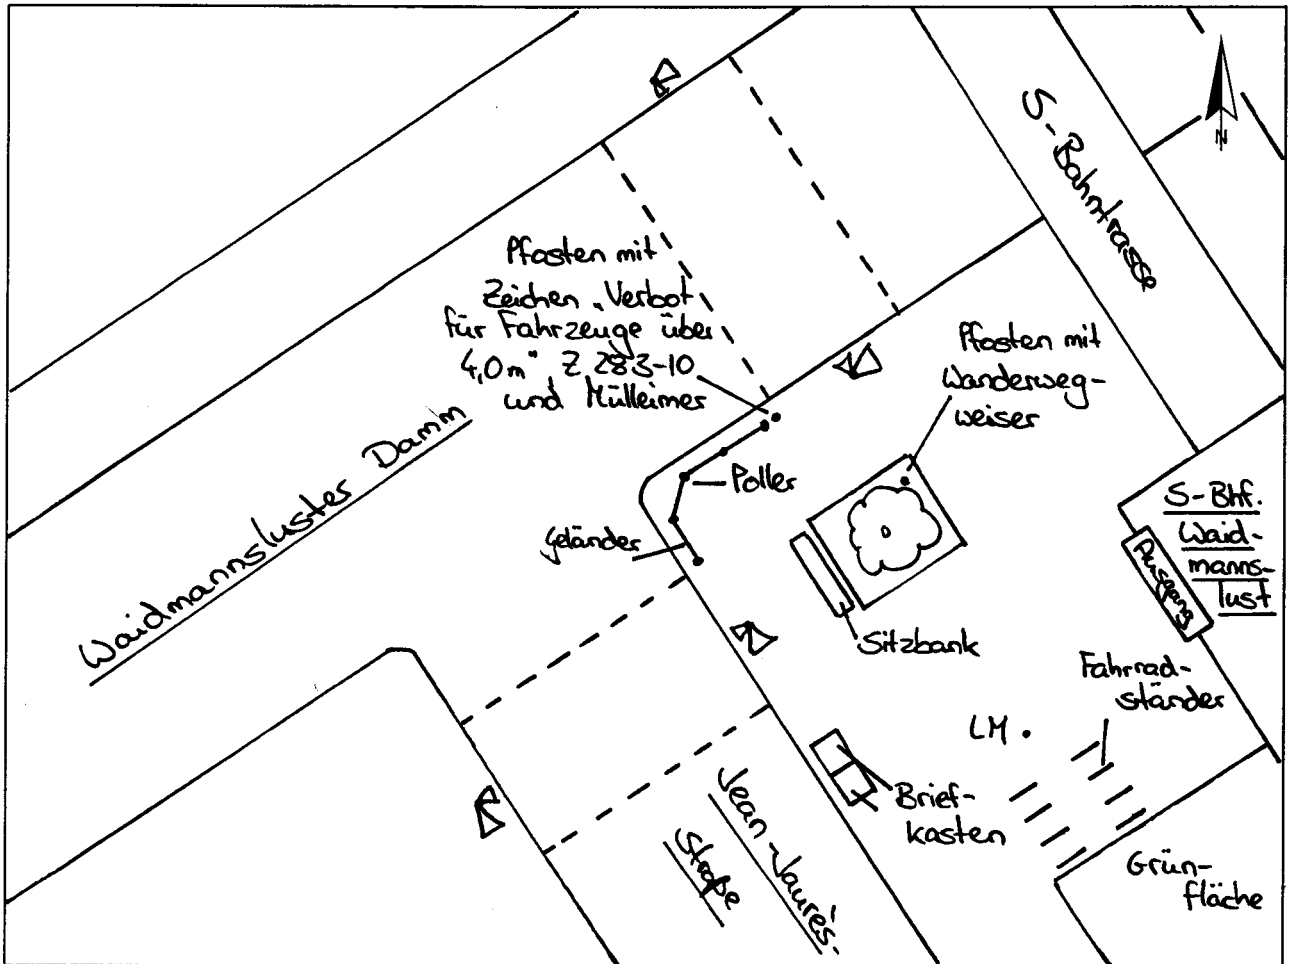 S-Bahntrasse
N
Pfosten mit
Zeichen „Verbot
für Fahrzeuge über
4,0m" Z 283-10
und Mülleimer
Pfosten mit
Wanderweg-
weiser
Waidmannsluster Damm
Poller
Geländer
S-Bhf.
Waid-
manns-
lust
Ausgang
Sitzbank
Fahrrad-
ständer
LM
Brief-
kasten
Jean-Jaurès-
Straße
Grün-
fläche